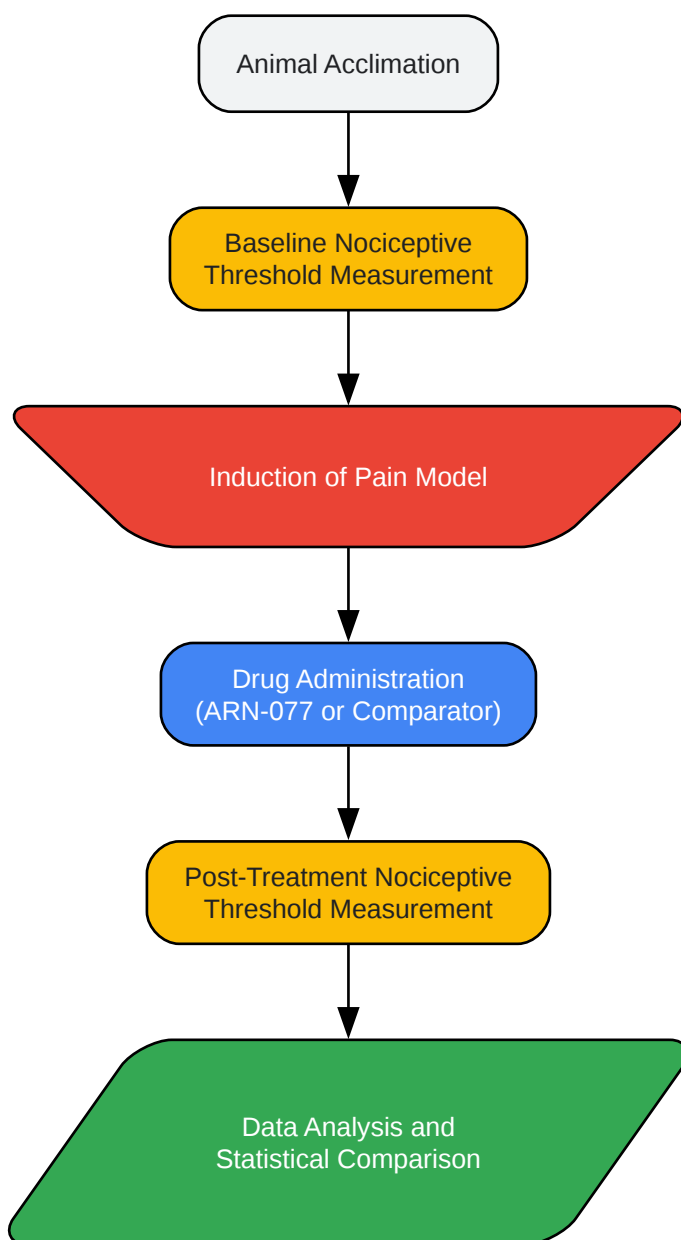 Animal Acclimation
Baseline Nociceptive
Threshold Measurement
Induction of Pain Model
Drug Administration
(ARN-077 or Comparator)
Post-Treatment Nociceptive
Threshold Measurement
Data Analysis and
Statistical Comparison